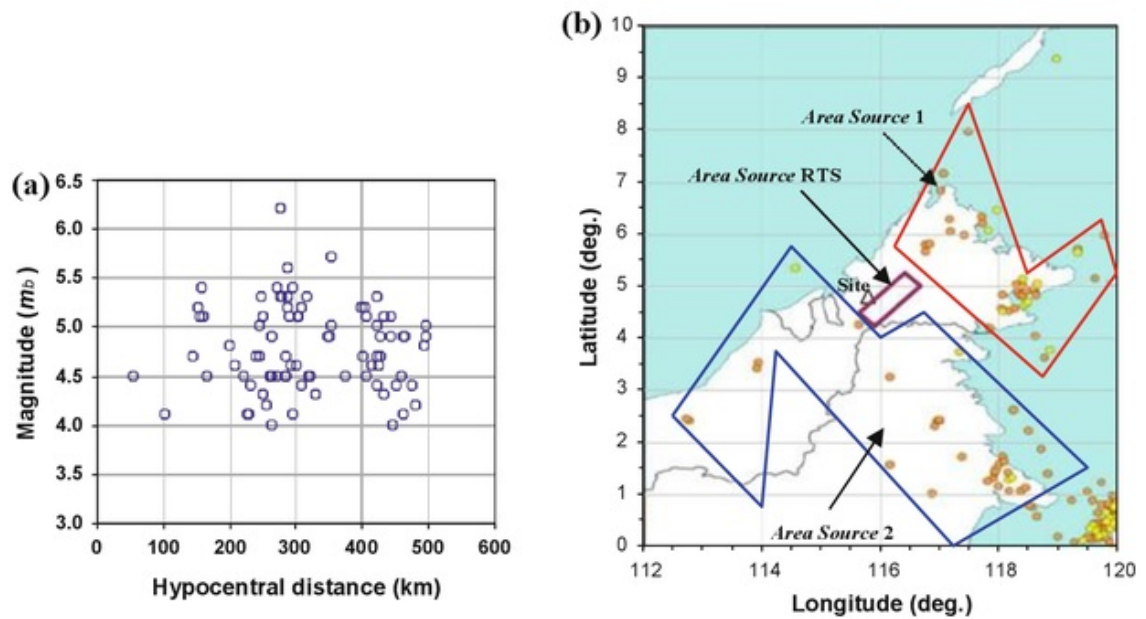 (a)
6.5
6.0
5.5
5.0
4.5
4.0
3.5
3.0
Magnitude (mb)
0 100 200 300 400 500 600
Hypocentral distance (km)
(b)
10
9
8
7
6
5
4
3
2
1
0
Latitude (deg.)
Area Source 1
Area Source RTS
Site
Area Source 2
112 114 116 118 120
Longitude (deg.)